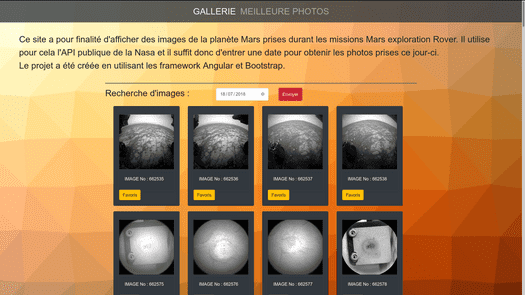 GALLERIE MEILLEURE PHOTOS
Ce site a pour finalité d'afficher des images de la planète Mars prises durant les missions Mars exploration Rover. Il utilise
pour cela l'API publique de la Nasa et il suffit donc d'entrer une date pour obtenir les photos prises ce jour-ci.
Le projet a été créée en utilisant les framework Angular et Bootstrap.
Recherche d'images : 18 / 07 / 2019 Envoyer
IMAGE No : 662535 IMAGE No : 662536 IMAGE No : 662537 IMAGE No : 662538
Favoris Favoris Favoris Favoris
IMAGE No : 662575 IMAGE No : 662576 IMAGE No : 662577 IMAGE No : 662578